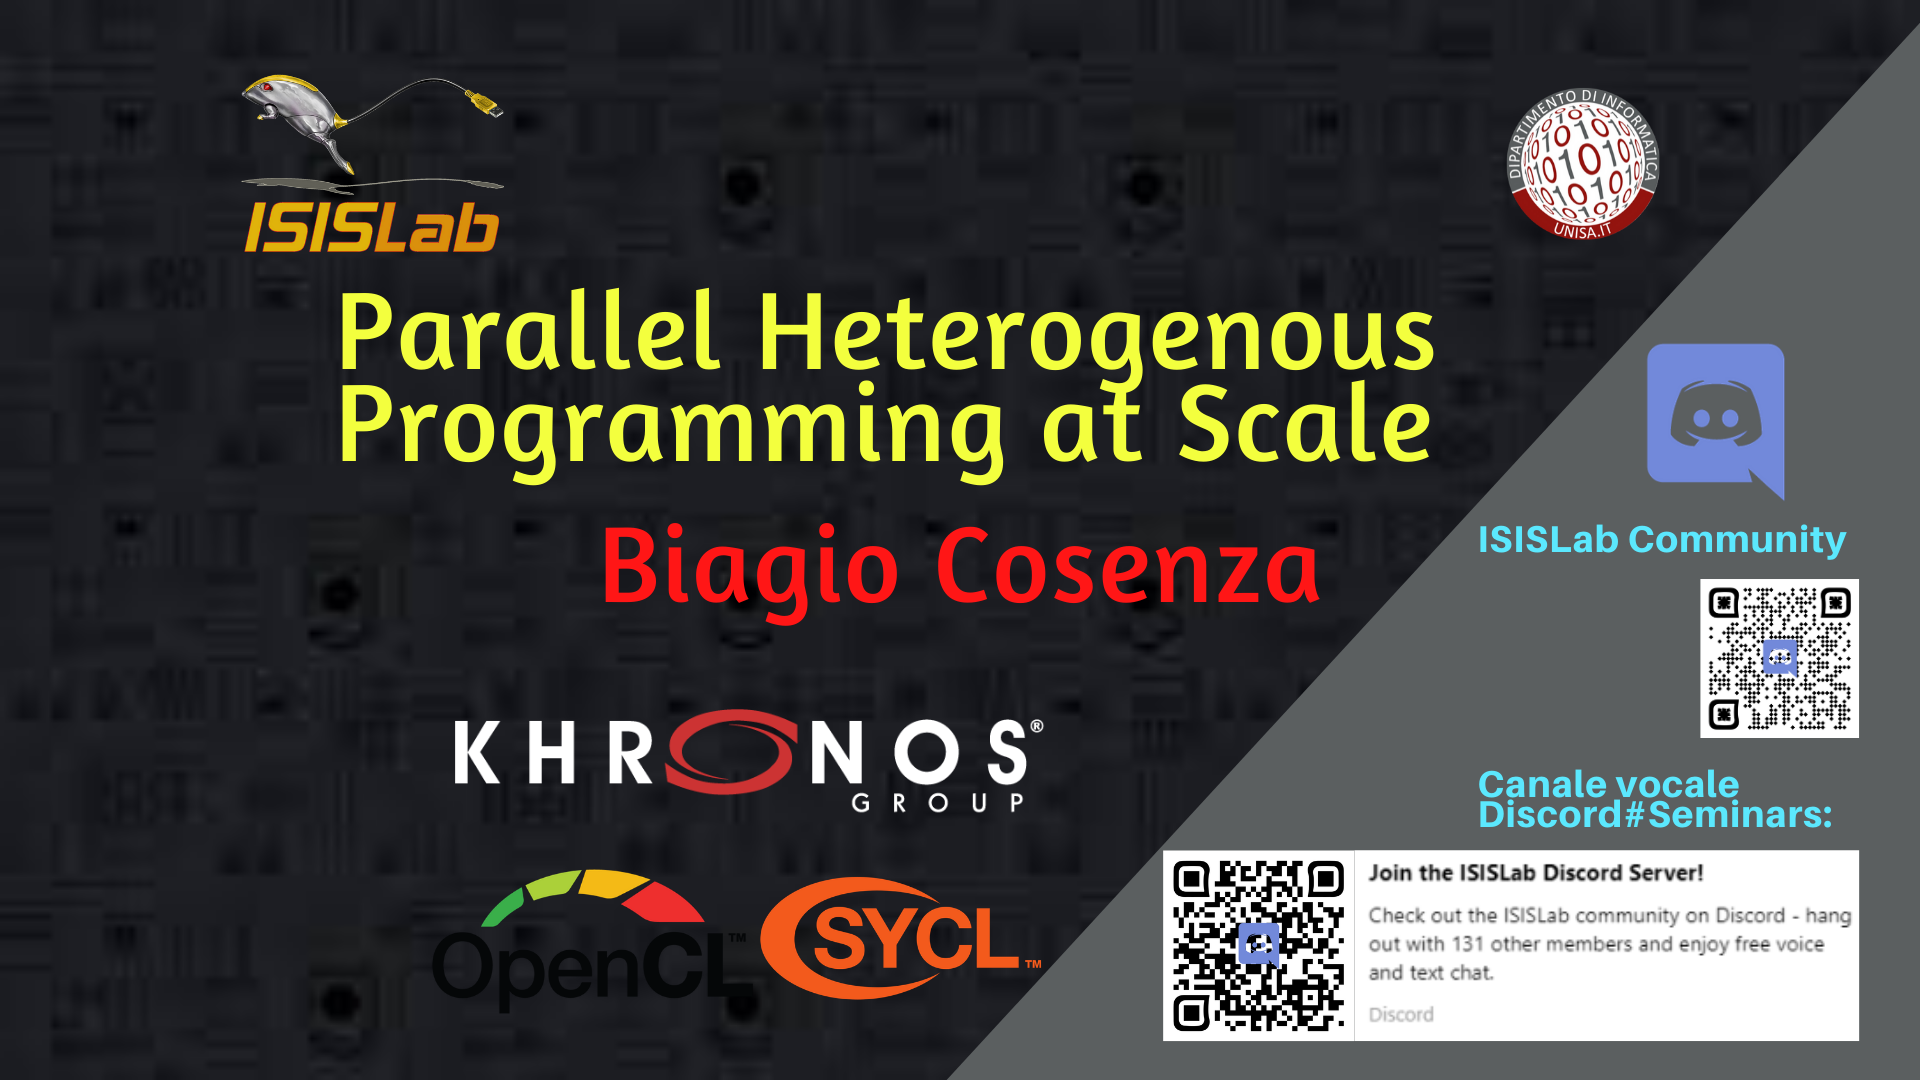 ISISLab
DIPARTIMENTO DI INFORMATICA
UNISA.IT
Parallel Heterogenous
Programming at Scale
Biagio Cosenza
KHRONOS®
GROUP
OpenCL™
SYCL™
ISISLab Community
Canale vocale
Discord#Seminars:
Join the ISISLab Discord Server!
Check out the ISISLab community on Discord - hang
out with 131 other members and enjoy free voice
and text chat.
Discord